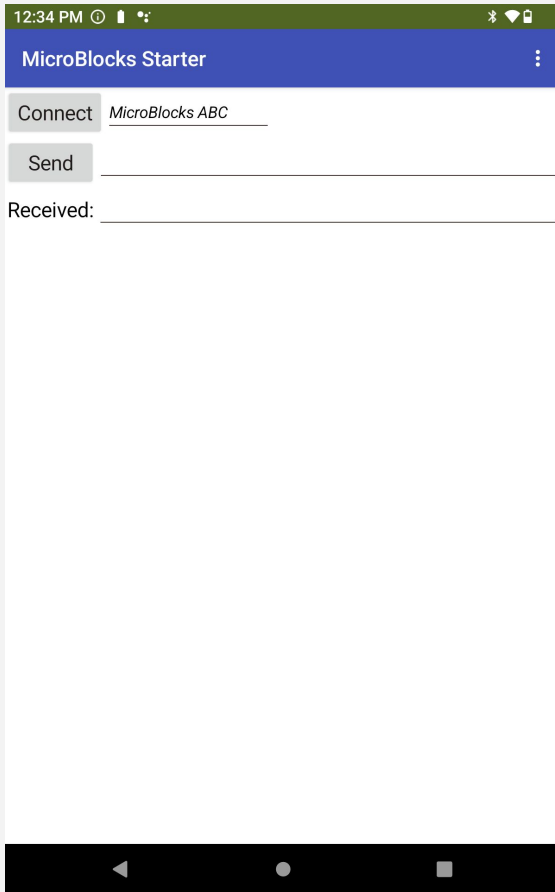 12:34 PM
MicroBlocks Starter
Connect MicroBlocks ABC
Send
Received: